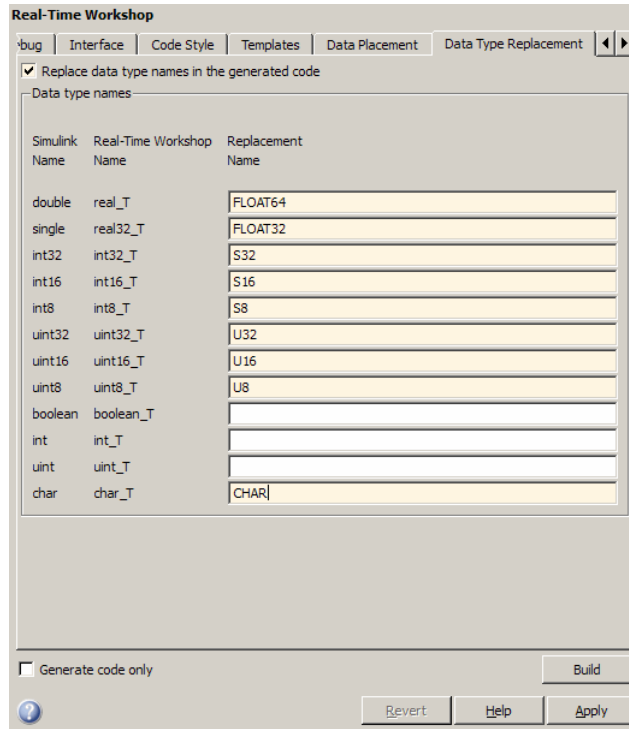 Real-Time Workshop
bug Interface Code Style Templates Data Placement Data Type Replacement
Replace data type names in the generated code
Data type names
Simulink Real-Time Workshop Replacement
Name Name Name
double real_T FLOAT64
single real32_T FLOAT32
int32 int32_T S32
int16 int16_T S16
int8 int8_T S8
uint32 uint32_T U32
uint16 uint16_T U16
uint8 uint8_T U8
boolean boolean_T
int int_T
uint uint_T
char char_T CHAR
Generate code only Build
? Revert Help Apply